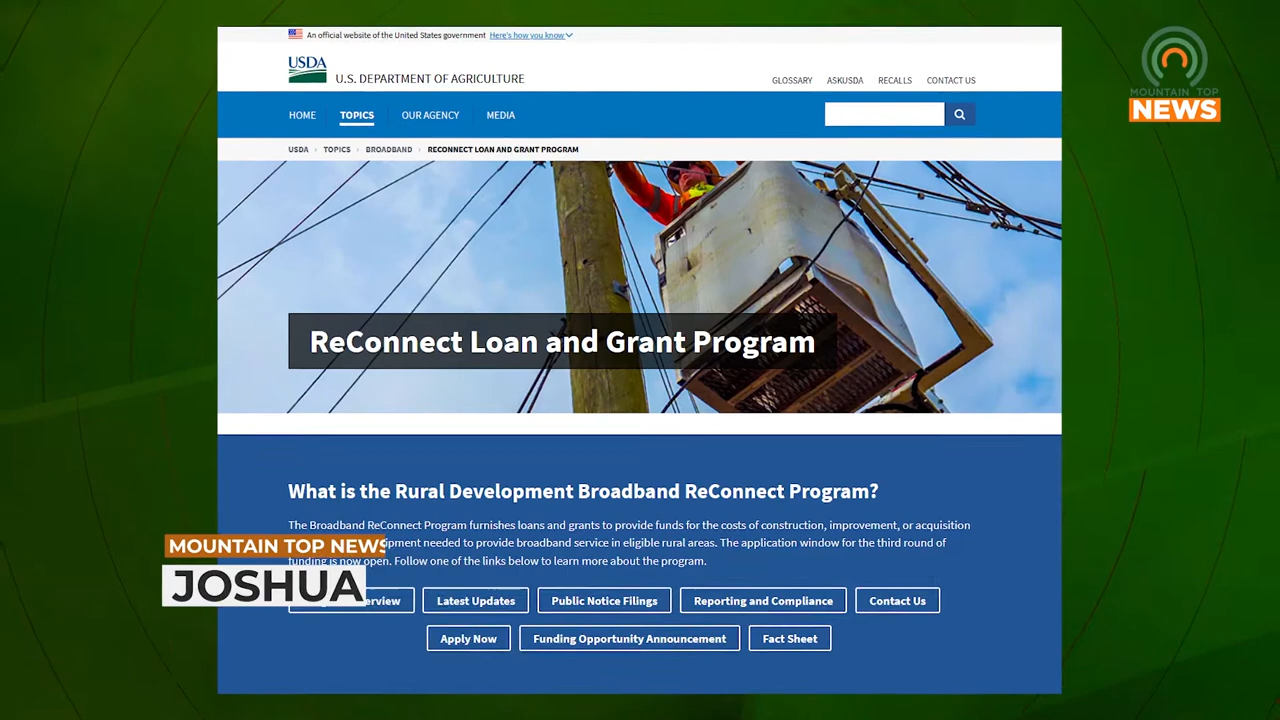 An official website of the United States government Here's how you know
USDA
U.S. DEPARTMENT OF AGRICULTURE
GLOSSARY ASKUSDA RECALLS CONTACT US
MOUNTAIN TOP
NEWS
HOME TOPICS OUR AGENCY MEDIA
USDA TOPICS BROADBAND RECONNECT LOAN AND GRANT PROGRAM
ReConnect Loan and Grant Program
What is the Rural Development Broadband ReConnect Program?
The Broadband ReConnect Program furnishes loans and grants to provide funds for the costs of construction, improvement, or acquisition
needed to provide broadband service in eligible rural areas. The application window for the third round of
funding is now open. Follow one of the links below to learn more about the program.
MOUNTAIN TOP NEWS
JOSHUA
Latest Updates Public Notice Filings Reporting and Compliance Contact Us
Apply Now Funding Opportunity Announcement Fact Sheet